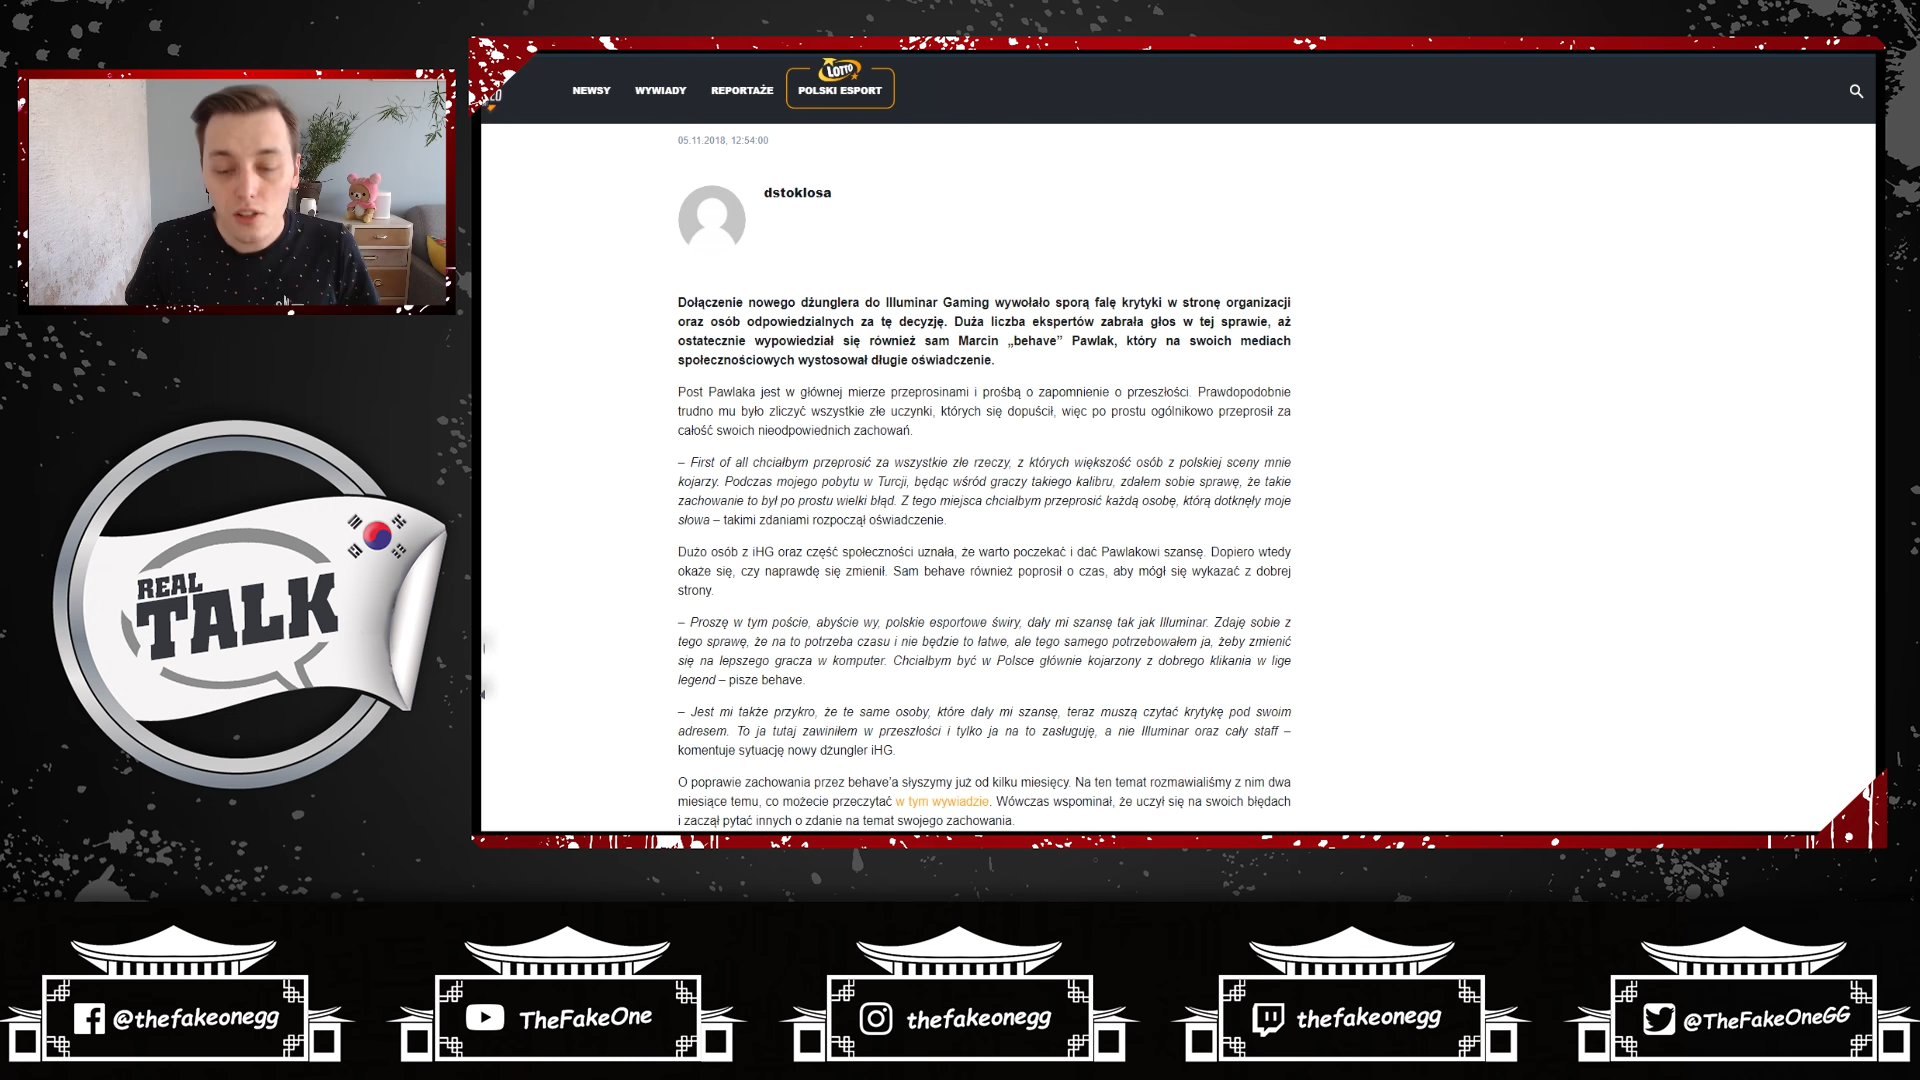 NEWSY WYWIADY REPORTAŻE LOTTO POLSKI ESPORT
05.11.2018, 12:54:00
dstoklosa
Dołączenie nowego dżunglera do Illuminar Gaming wywołało sporą falę krytyki w stronę organizacji
oraz osób odpowiedzialnych za tę decyzję. Duża liczba ekspertów zabrała głos w tej sprawie, aż
ostatecznie wypowiedział się również sam Marcin „behave” Pawlak, który na swoich mediach
społecznościowych wystosował długie oświadczenie.
Post Pawlaka jest w głównej mierze przeprosinami i prośbą o zapomnienie o przeszłości. Prawdopodobnie
trudno mu było zliczyć wszystkie złe uczynki, których się dopuścił, więc po prostu ogólnikowo przeprosił za
całość swoich nieodpowiednich zachowań.
– First of all chciałbym przeprosić za wszystkie złe rzeczy, z których większość osób z polskiej sceny mnie
kojarzy. Podczas mojego pobytu w Turcji, będąc wśród graczy takiego kalibru, zdałem sobie sprawę, że takie
zachowanie to był po prostu wielki błąd. Z tego miejsca chciałbym przeprosić każdą osobę, którą dotknęły moje
słowa – takimi zdaniami rozpoczął oświadczenie.
Dużo osób z iHG oraz część społeczności uznała, że warto poczekać i dać Pawlakowi szansę. Dopiero wtedy
okaże się, czy naprawdę się zmienił. Sam behave również poprosił o czas, aby mógł się wykazać z dobrej
strony.
– Proszę w tym poście, abyście wy, polskie esportowe świry, dały mi szansę tak jak Illuminar. Zdaję sobie z
tego sprawę, że na to potrzeba czasu i nie będzie to łatwe, ale tego samego potrzebowałem ja, żeby zmienić
się na lepszego gracza w komputer. Chciałbym być w Polsce głównie kojarzony z dobrego klikania w lige
legend – pisze behave.
– Jest mi także przykro, że te same osoby, które dały mi szansę, teraz muszą czytać krytykę pod swoim
adresem. To ja tutaj zawiniłem w przeszłości i tylko ja na to zasługuję, a nie Illuminar oraz cały staff –
komentuje sytuację nowy dżungler iHG.
O poprawie zachowania przez behave’a słyszymy już od kilku miesięcy. Na ten temat rozmawialiśmy z nim dwa
miesiące temu, co możecie przeczytać w tym wywiadzie. Wówczas wspominał, że uczył się na swoich błędach
i zaczął pytać innych o zdanie na temat swojego zachowania.
REAL
TALK
@thefakeonegg
TheFakeOne
thefakeonegg
thefakeonegg
@TheFakeOneGG